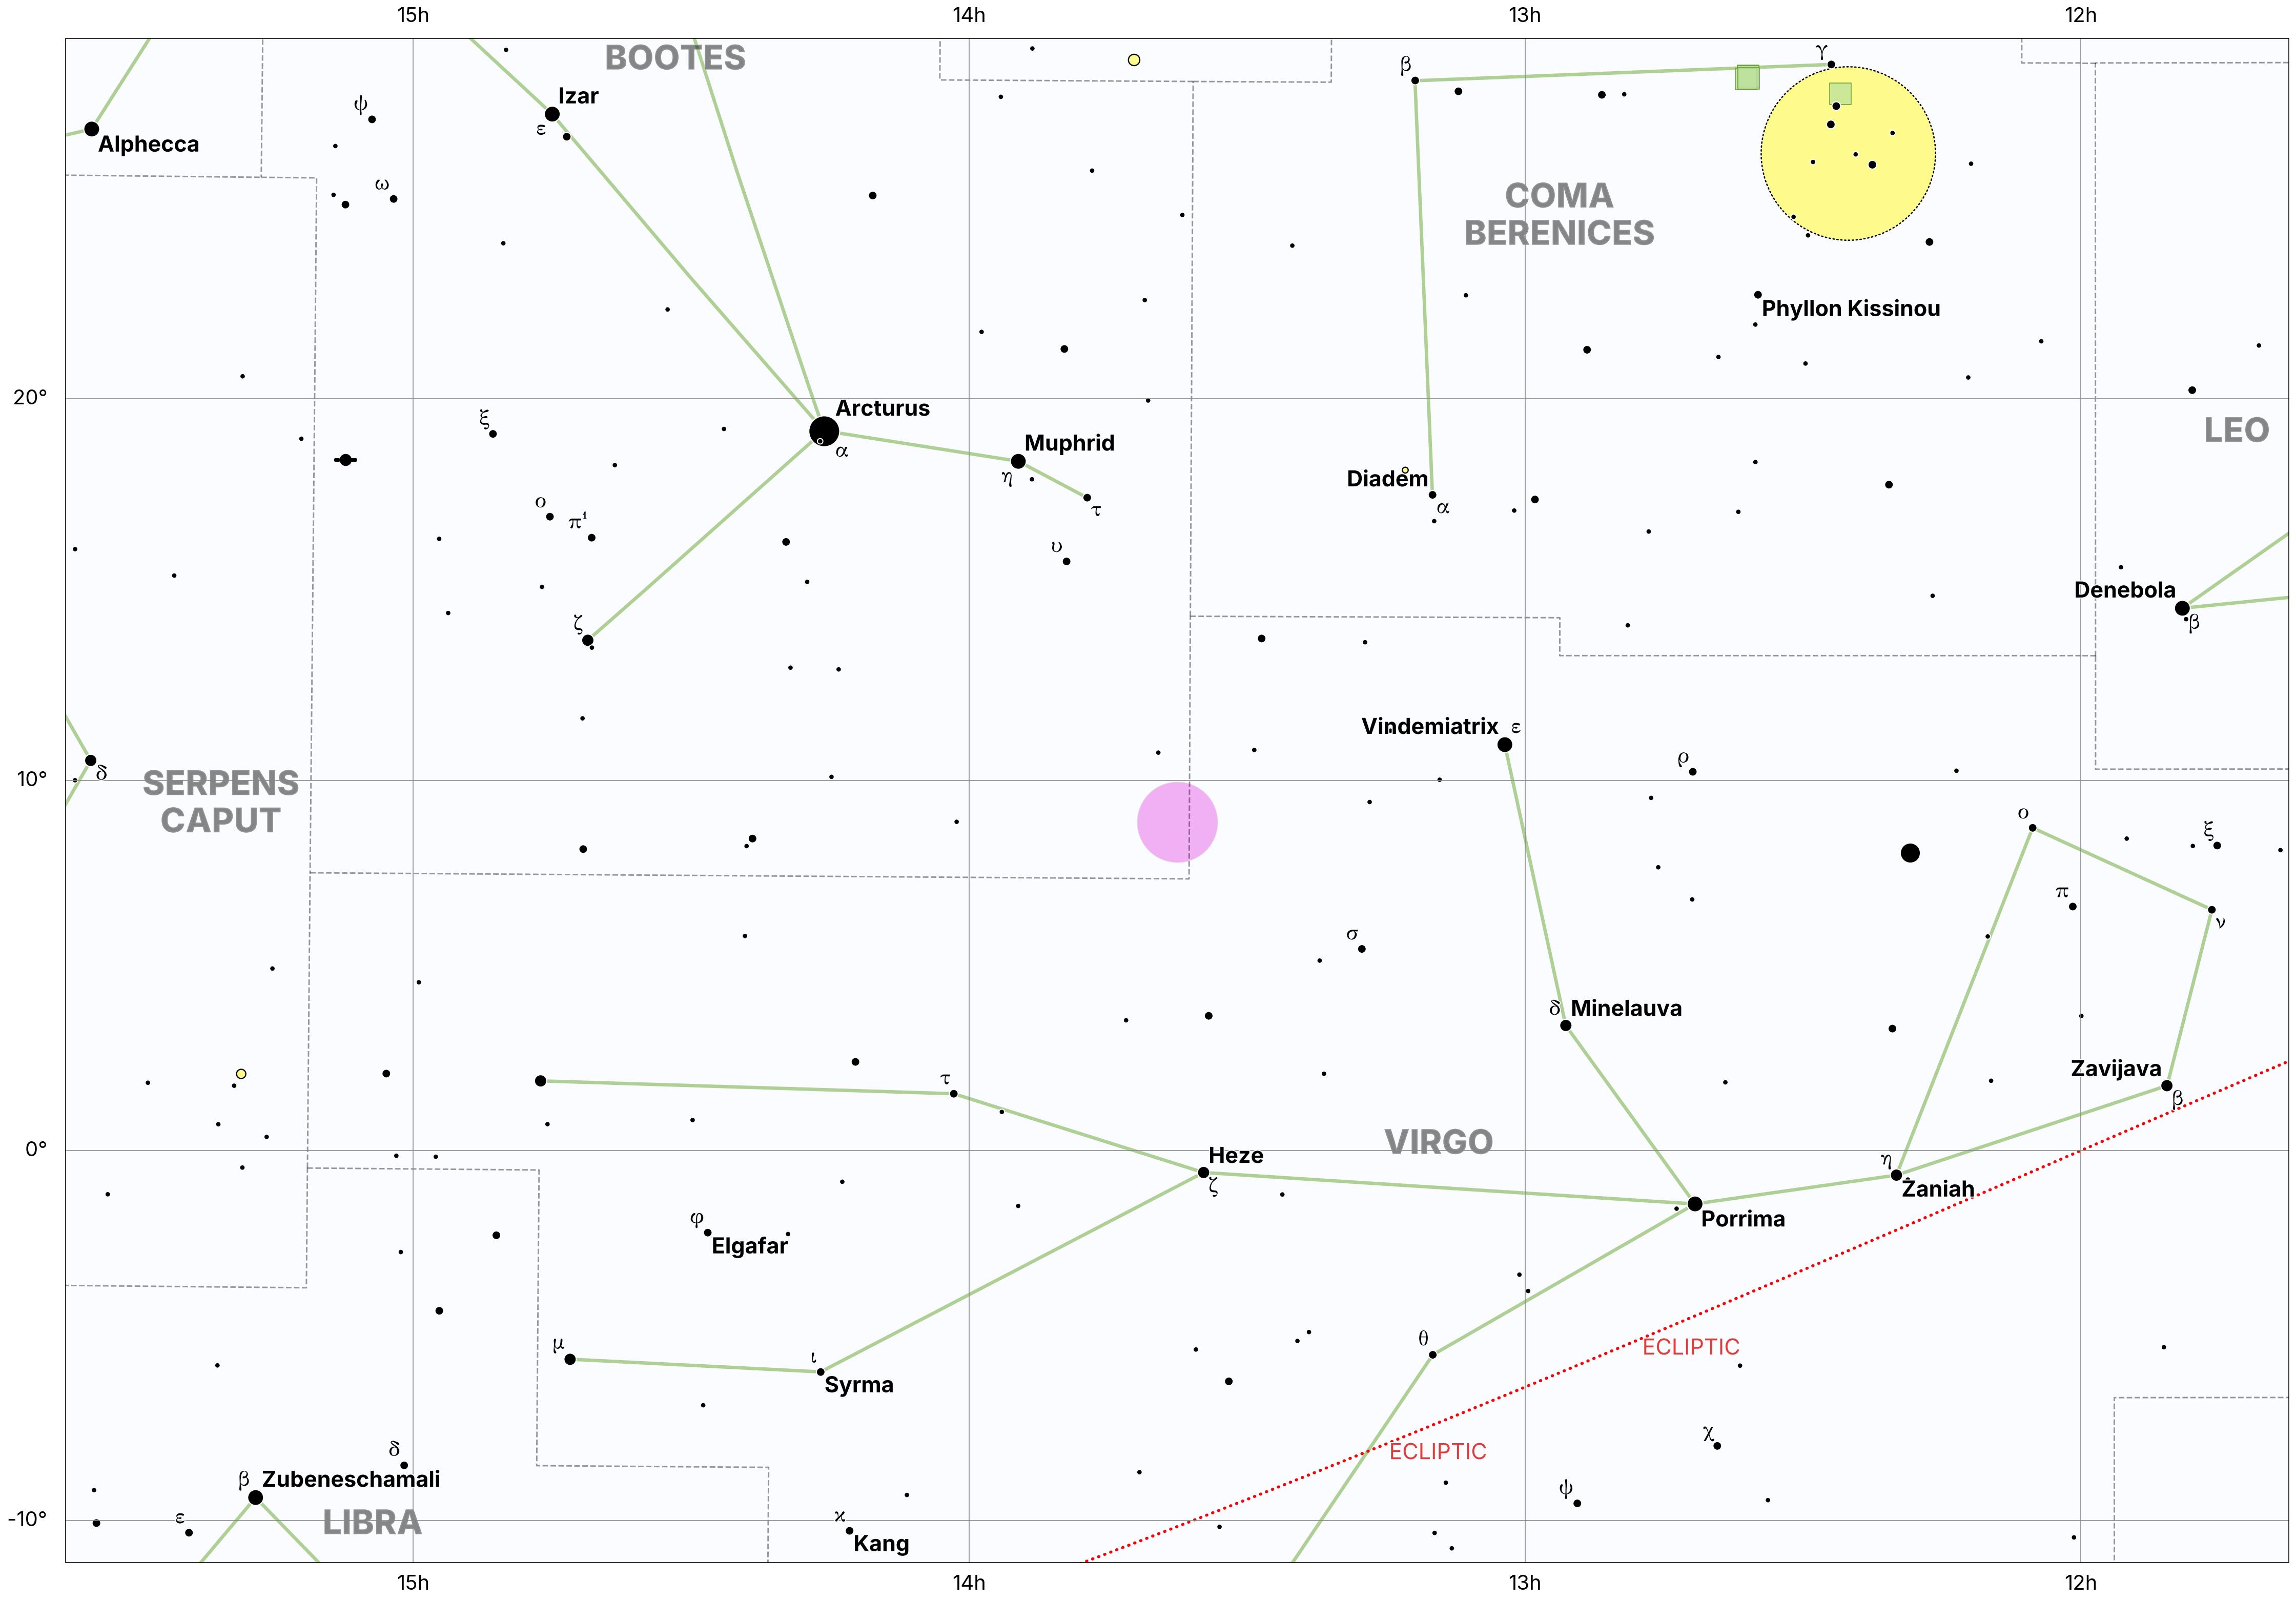 15h
14h
13h
12h
BOOTES
γ
β
Izar
ψ
ε
Alphecca
ω
COMA
BERENICES
Phyllon Kissinou
20°
Arcturus
ξ
α
LEO
Muphrid
η
Diadem
α
ο
π¹
τ
υ
Denebola
β
ζ
Vindemiatrix
ε
ρ
δ
10°
SERPENS
CAPUT
ο
ξ
π
ν
σ
δ
Minelauva
Zavijava
β
τ
0°
VIRGO
Heze
ζ
η
Zaniah
φ
Elgafar
Porrima
μ
ι
Syrma
θ
ECLIPTIC
ECLIPTIC
χ
δ
β
Zubeneschamali
ψ
ε
LIBRA
-10°
ϰ
Kang
15h
14h
13h
12h